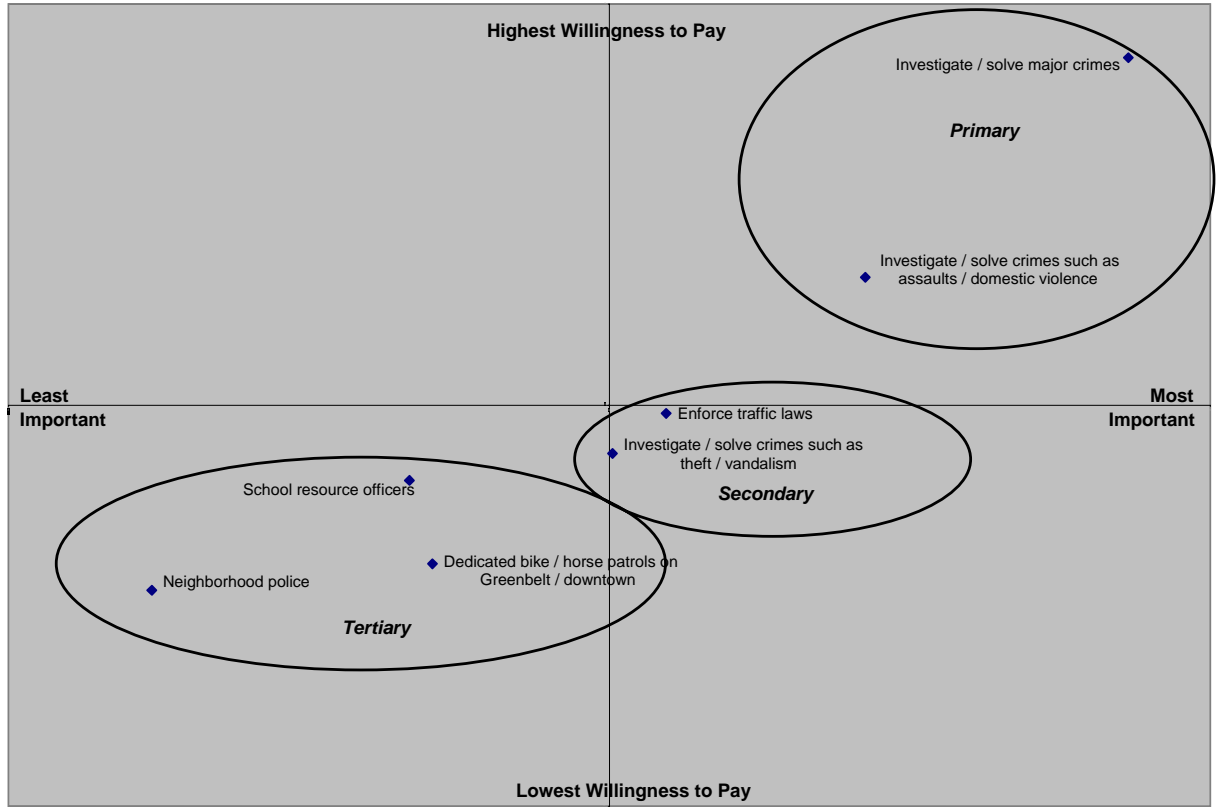 Highest Willingness to Pay
Investigate / solve major crimes
Primary
Investigate / solve crimes such as
assaults / domestic violence
Least
Important
Most
Important
Enforce traffic laws
Investigate / solve crimes such as
theft / vandalism
Secondary
School resource officers
Dedicated bike / horse patrols on
Greenbelt / downtown
Neighborhood police
Tertiary
Lowest Willingness to Pay